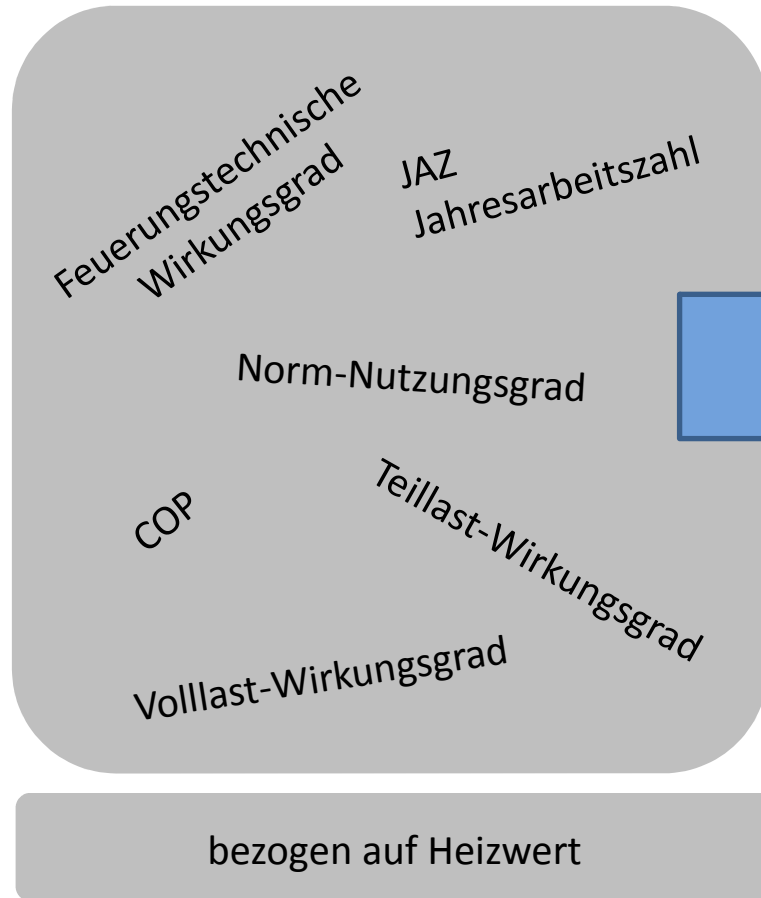 Feuerungstechnische
Wirkungsgrad
JAZ
Jahresarbeitszahl
Norm-Nutzungsgrad
COP
Teillast-Wirkungsgrad
Volllast-Wirkungsgrad
bezogen auf Heizwert